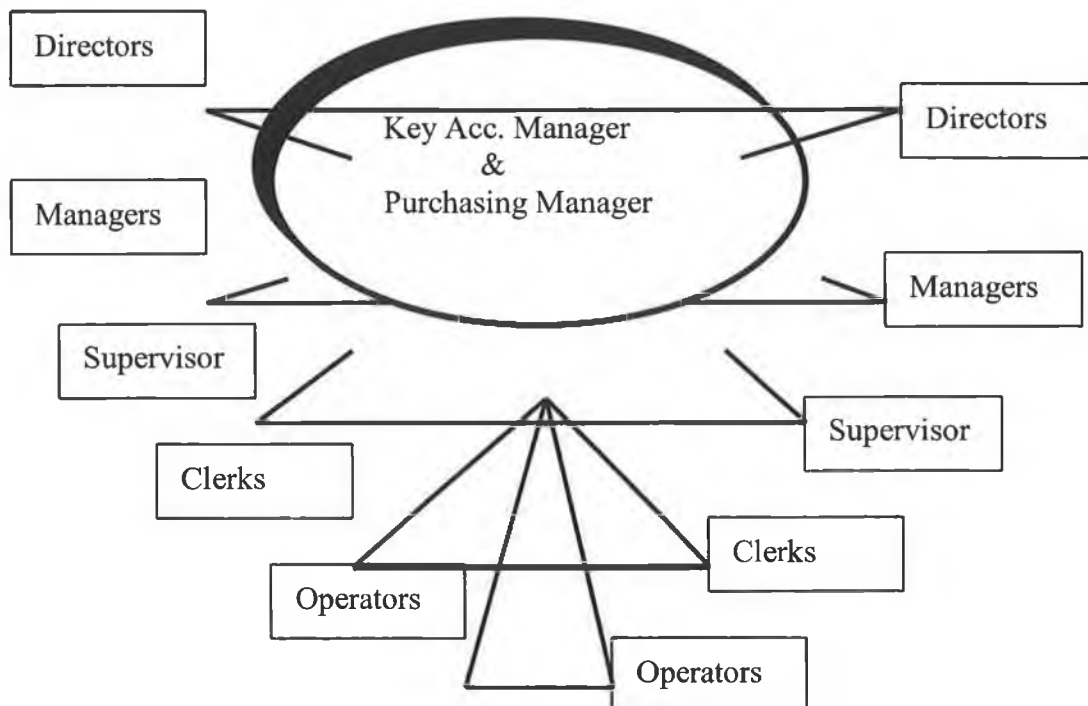 Directors
Key Acc. Manager
&
Purchasing Manager
Directors
Managers
Managers
Supervisor
Supervisor
Clerks
Clerks
Operators
Operators